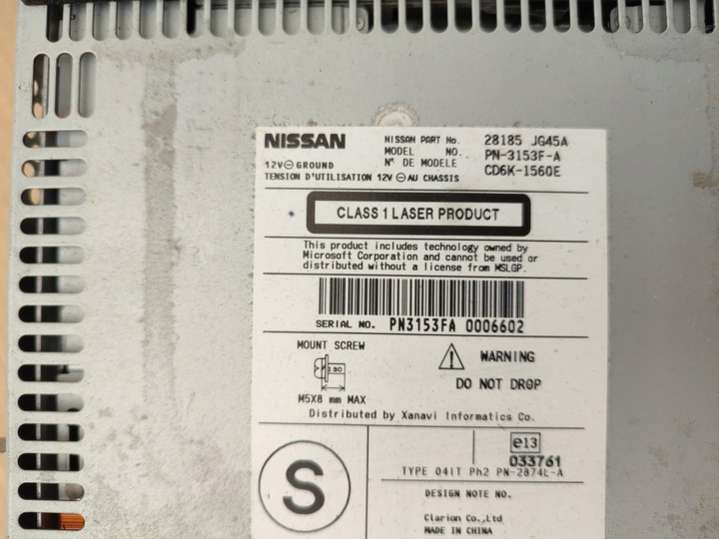 NISSAN
NISSAN PART No. 28185 JG45A
MODEL NO. PN-3153F-A
N° DE MODELE CD6K-1560E
12V⊖GROUND
TENSION D'UTILISATION 12V ⊖ AU CHASSIS
CLASS 1 LASER PRODUCT
This product includes technology owned by
Microsoft Corporation and cannot be used or
distributed without a license from MSLGP.
SERIAL NO. PN3153FA 0006602
MOUNT SCREW
M5X8 mm MAX
WARNING
DO NOT DROP
Distributed by Xanavi Informatics Co.
S
e13
033761
TYPE 04IT Ph2 PN-2874L-A
DESIGN NOTE NO.
Clarion Co.,Ltd
MADE IN CHINA